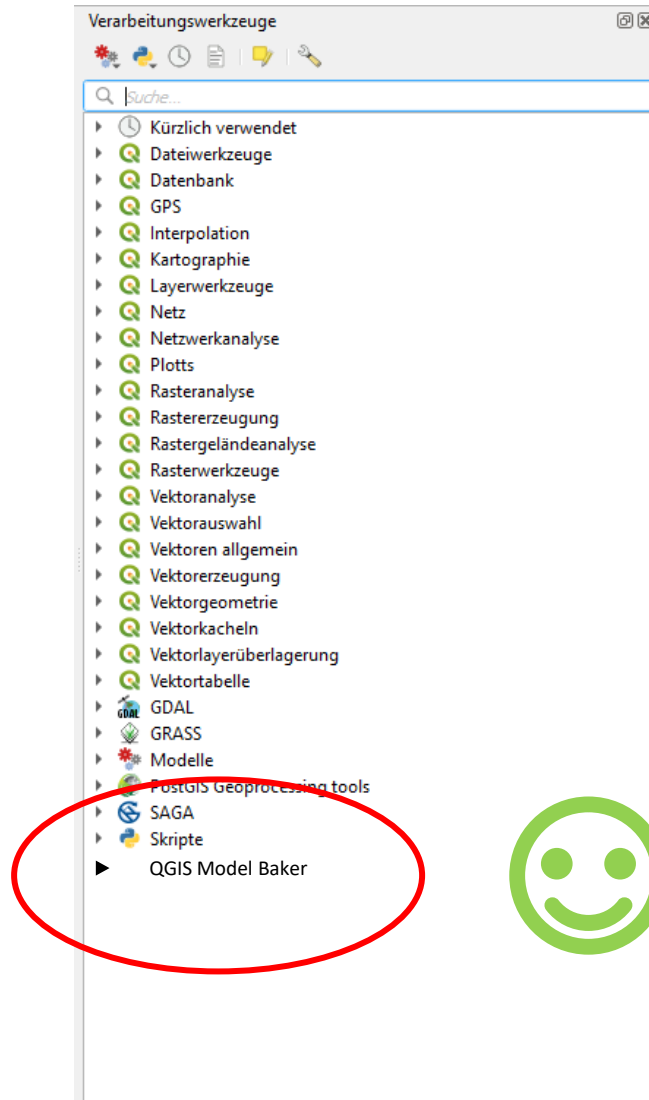 Verarbeitungswerkzeuge
Suche...
Kürzlich verwendet
Dateiwerkzeuge
Datenbank
GPS
Interpolation
Kartographie
Layerwerkzeuge
Netz
Netzwerkanalyse
Plotts
Rasteranalyse
Rastererzeugung
Rastergeländeanalyse
Rasterwerkzeuge
Vektoranalyse
Vektorauswahl
Vektoren allgemein
Vektorerzeugung
Vektorgeometrie
Vektorkacheln
Vektorlayerüberlagerung
Vektortabelle
GDAL GDAL
GRASS
Modelle
PostGIS Geoprocessing tools
SAGA
Skripte
QGIS Model Baker